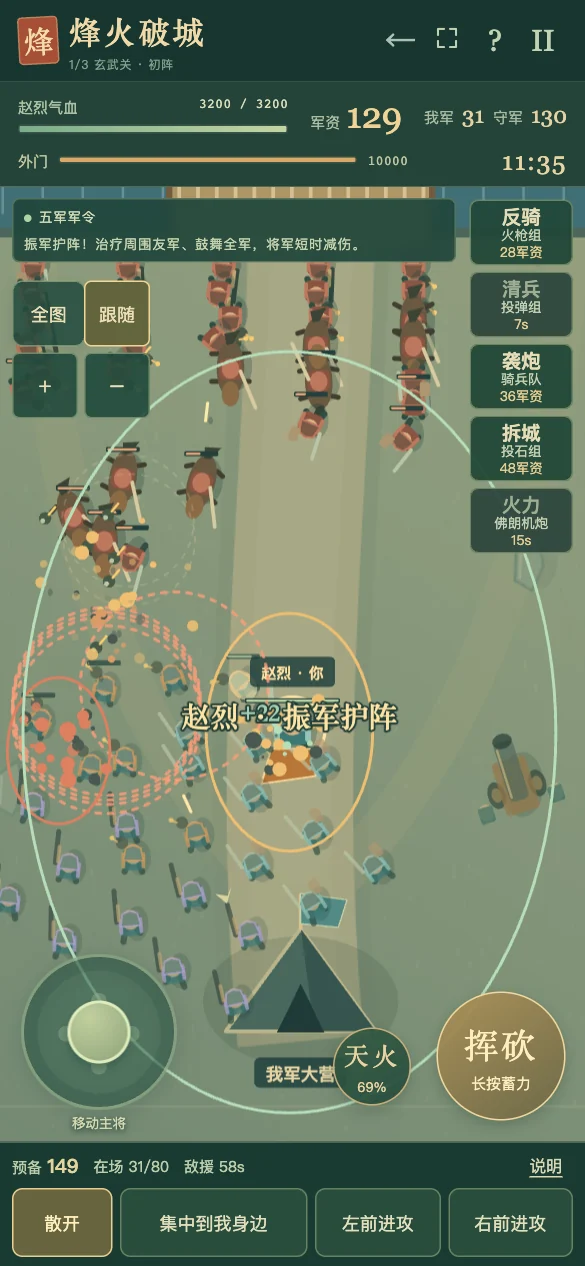 烽
烽火破城
1/3 玄武关 · 初阵
← ? II
赵烈气血 3200 / 3200
军资 129 我军 31 守军 130
外门 10000 11:35
五军军令
振军护阵！治疗周围友军、鼓舞全军，将军短时减伤。
全图 跟随
+ −
反骑
火枪组
28军资
清兵
投弹组
7s
袭炮
骑兵队
36军资
拆城
投石组
48军资
火力
佛朗机炮
15s
赵烈 · 你
赵烈 · 振军护阵
+22
我军大营
天火
69%
挥砍
长按蓄力
移动主将
预备 149 在场 31/80 敌援 58s 说明
散开 集中到我身边 左前进攻 右前进攻